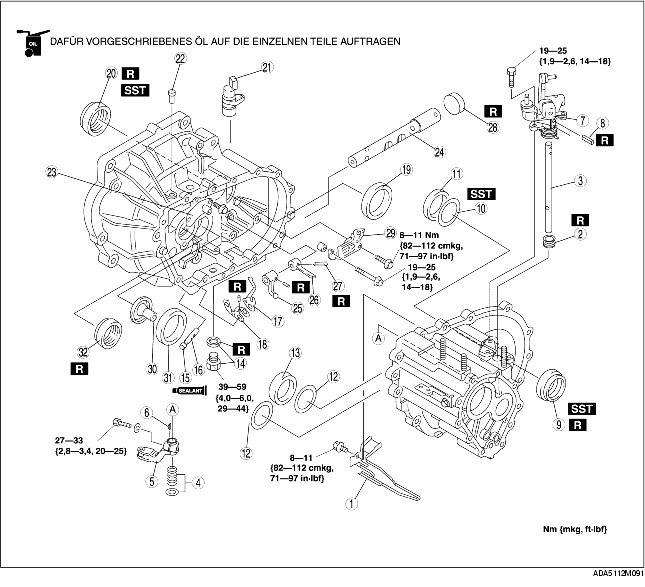 OIL DAFÜR VORGESCHRIEBENES ÖL AUF DIE EINZELNEN TEILE AUFTRAGEN
19—25
{1,9—2,6, 14—18}
20 R
SST
22
21
7
8
R
28
R
24
23
19
11
SST
10
3
R
2
29
8—11 Nm
{82—112 cmkg,
71—97 in·lbf}
19—25
{1,9—2,6,
14—18}
R
R
25
26
27
R
17
18
A
32
R
30
31
15
16
R
14
SEALANT
39—59
{4,0—6,0,
29—44}
13
12
12
9
SST
R
6
A
27—33
{2,8—3,4, 20—25}
5
4
8—11
{82—112 cmkg,
71—97 in·lbf}
1
Nm {mkg, ft·lbf}
ADA5112M091